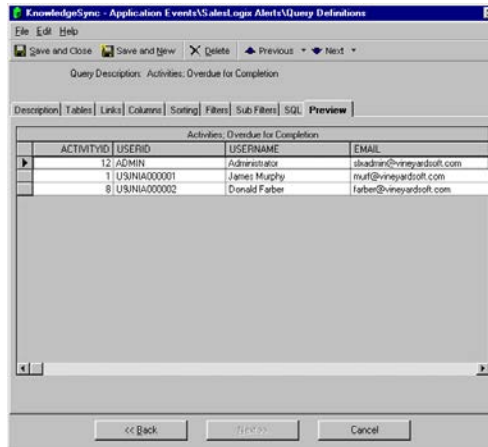 KnowledgeSync - Application Events\SalesLogix Alerts\Query Definitions
File Edit Help
Save and Close Save and New Delete Previous Next
Query Description: Activities: Overdue for Completion
Description Tables Links Columns Sorting Filters Sub Filters SQL Preview
Activities; Overdue for Completion
ACTIVITYID USERID USERNAME EMAIL
12 ADMIN Administrator slxadmin@vineyardsoft.com
1 U9JNIA000001 James Murphy murf@vineyardsoft.com
8 U9JNIA000002 Donald Farber farber@vineyardsoft.com
<< Back Next >> Cancel